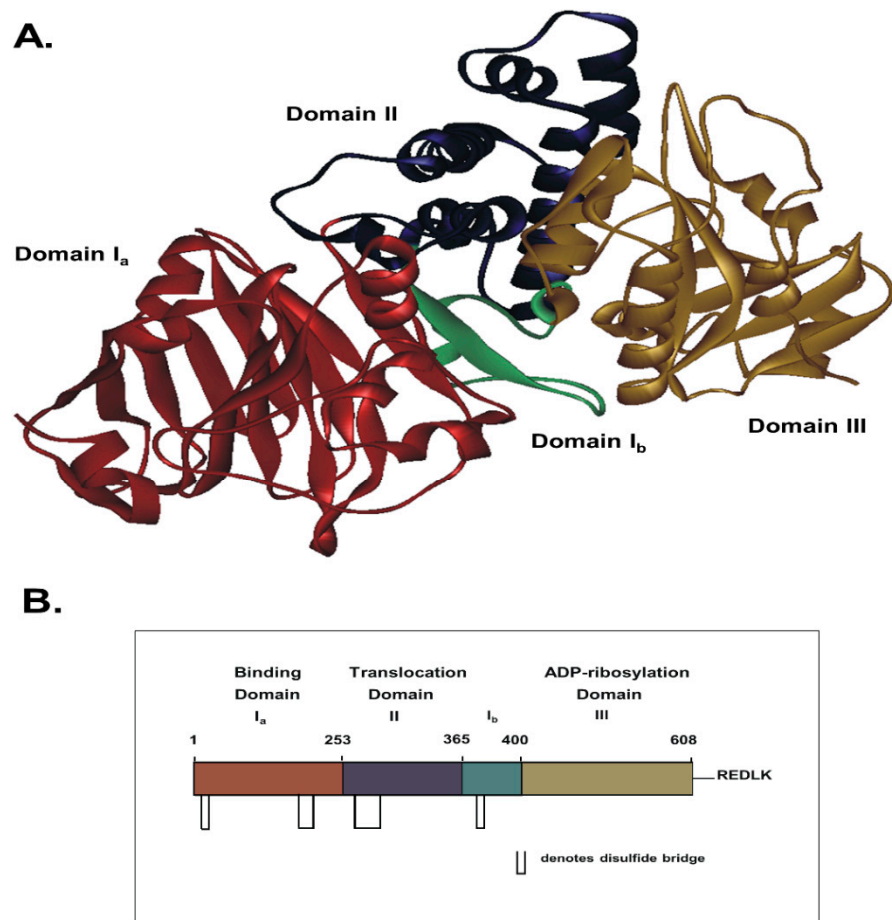 A.
Domain II
Domain Ia
Domain Ib
Domain III
B.
Binding Domain Ia
Translocation Domain II
Ib
ADP-ribosylation Domain III
1 253 365 400 608
REDLK
denotes disulfide bridge